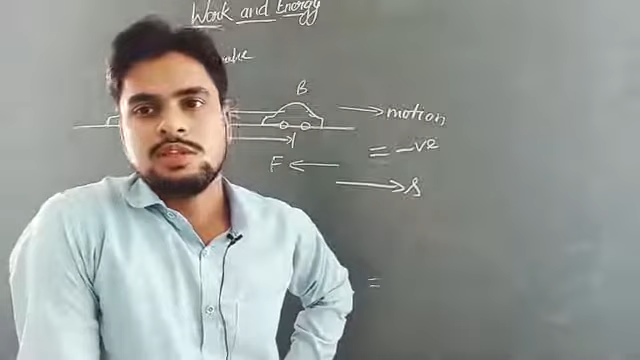 Work and Energy
B
→ motion
= -ve
F ←
→ s
=